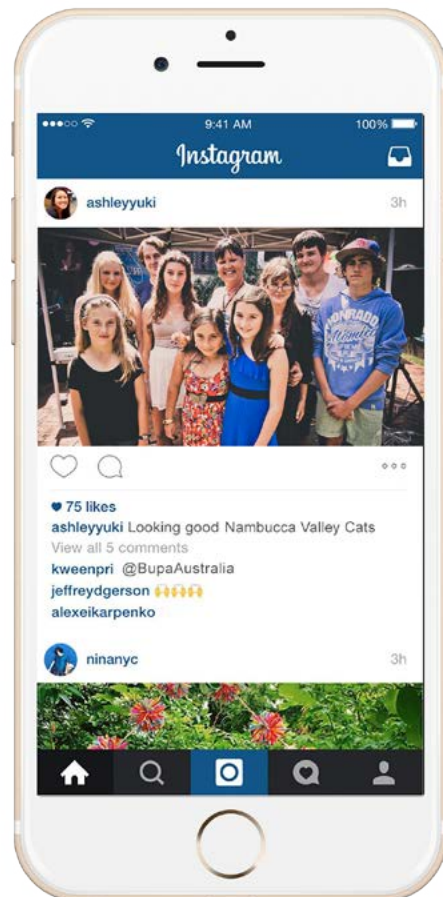 9:41 AM 100%
Instagram
ashleyyuki 3h
75 likes
ashleyyuki Looking good Nambucca Valley Cats
View all 5 comments
kweenpri @BupaAustralia
jeffreydgerson 🙌🙌🙌
alexeikarpenko
ninanyc 3h